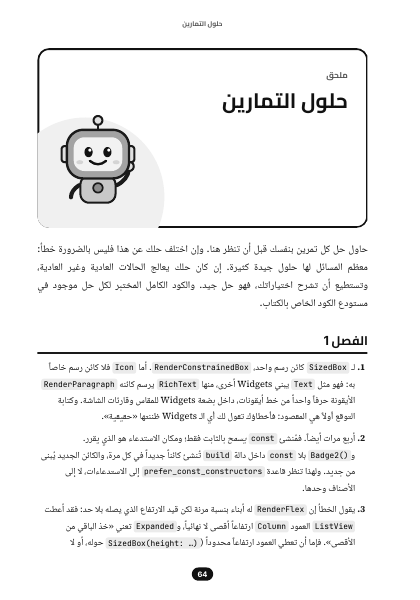 حلول التمارين
ملحق
حلول التمارين
حاول حل كل تمرين بنفسك قبل أن تنظر هنا. وإن اختلف حلك عن هذا فليس بالضرورة خطأ:
معظم المسائل لها حلول جيدة كثيرة. إن كان حلك يعالج الحالات العادية وغير العادية،
وتستطيع أن تشرح اختياراتك، فهو حل جيد. والكود الكامل المختبر لكل حل موجود في
مستودع الكود الخاص بالكتاب.
الفصل 1
1. لـ SizedBox كائن رسم واحد، RenderConstrainedBox. أما Icon فلا كائن رسم خاصاً
به: فهو مثل Text يبني Widgets أخرى، منها RichText يرسم كائنه RenderParagraph
الأيقونة حرفاً واحداً من خط أيقونات، داخل بضعة Widgets للمقاس وقارئات الشاشة. وكتابة
التوقع أولاً هي المقصود: فأخطاؤك تقول لك أي الـ Widgets ظننتها «حقيقية».
2. أربع مرات أيضاً. فمُنشئ const يسمح بالثابت فقط؛ ومكان الاستدعاء هو الذي يقرر.
و Badge2() بلا const داخل دالة build تُنشئ كائناً جديداً في كل مرة، والكائن الجديد يُبنى
من جديد. ولهذا تنظر قاعدة prefer_const_constructors إلى الاستدعاءات، لا إلى
الأصناف وحدها.
3. يقول الخطأ إن RenderFlex له أبناء بنسبة مرنة لكن قيد الارتفاع الذي يصله بلا حد: فقد أعطت
ListView العمود Column ارتفاعاً أقصى لا نهائياً، و Expanded تعني «خذ الباقي من
الأقصى». فإما أن تعطي العمود ارتفاعاً محدوداً ( SizedBox(height: …) حوله، أو لا
64